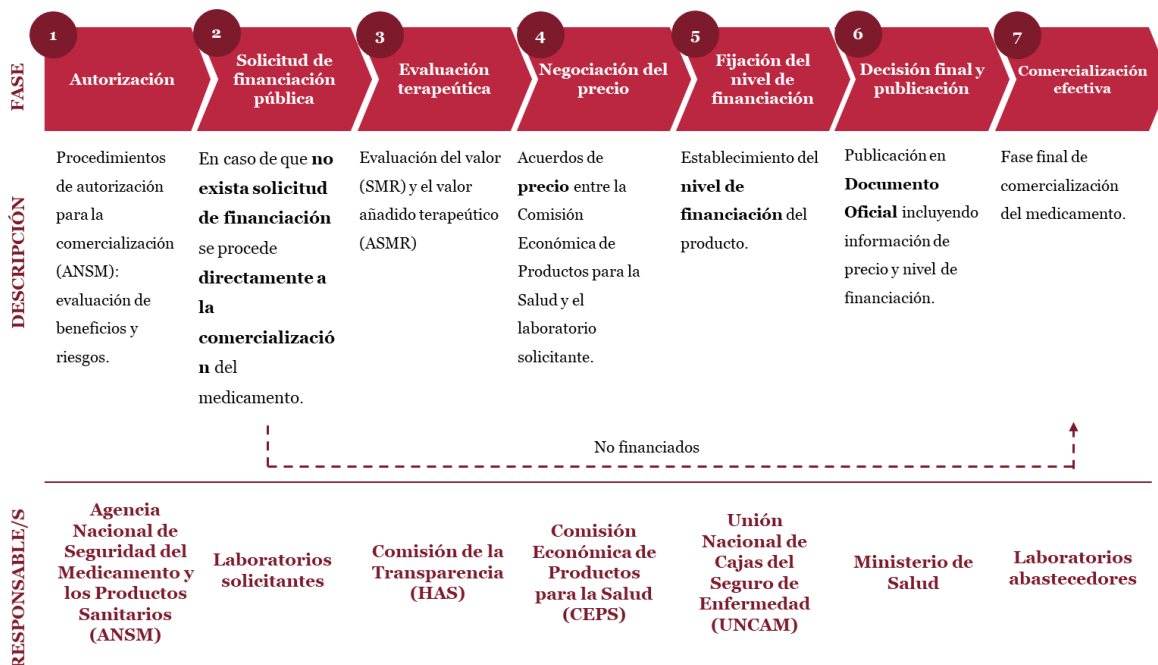 1
2
3
4
5
6
7
FASE
Autorización
Solicitud de
financiación
pública
Evaluación
terapeútica
Negociación del
precio
Fijación del
nivel de
financiación
Decisión final y
publicación
Comercialización
efectiva
DESCRIPCIÓN
Procedimientos
de autorización
para la
comercialización
(ANSM):
evaluación de
beneficios y
riesgos.
En caso de que no
exista solicitud
de financiación
se procede
directamente a
la
comercializació
n del
medicamento.
Evaluación del valor
(SMR) y el valor
añadido terapeútico
(ASMR)
Acuerdos de
precio entre la
Comisión
Económica de
Productos para la
Salud y el
laboratorio
solicitante.
Establecimiento del
nivel de
financiación del
producto.
Publicación en
Documento
Oficial incluyendo
información de
precio y nivel de
financiación.
Fase final de
comercialización
del medicamento.
No financiados
RESPONSABLE/S
Agencia
Nacional de
Seguridad del
Medicamento y
los Productos
Sanitarios
(ANSM)
Laboratorios
solicitantes
Comisión de la
Transparencia
(HAS)
Comisión
Económica de
Productos
para la Salud
(CEPS)
Unión
Nacional de
Cajas del
Seguro de
Enfermedad
(UNCAM)
Ministerio de
Salud
Laboratorios
abastecedores